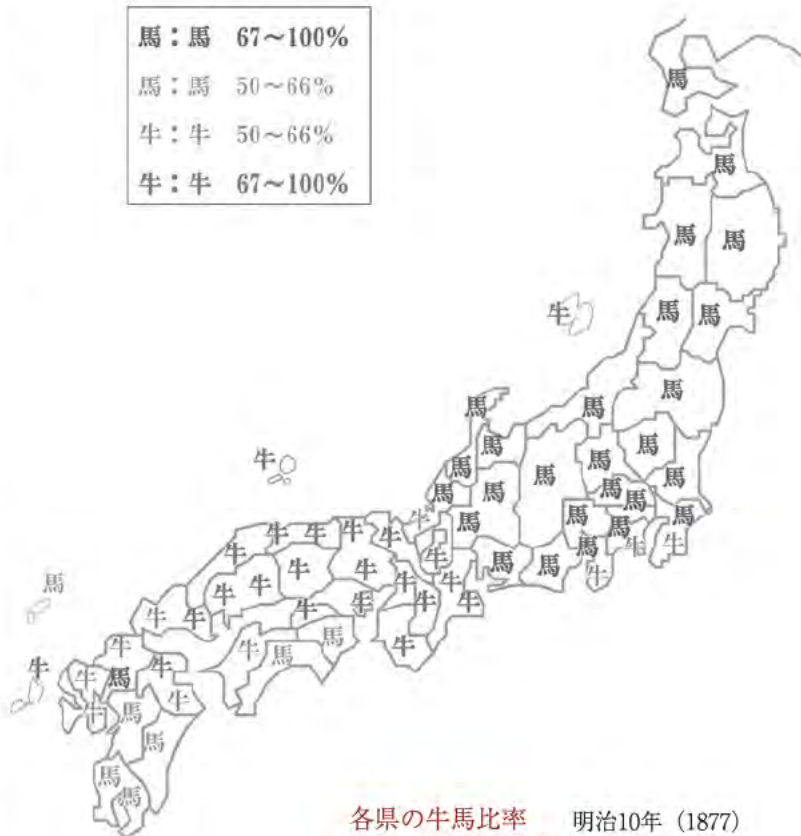 馬：馬 67～100%
馬：馬 50～66%
牛：牛 50～66%
牛：牛 67～100%
馬
馬
馬 馬
牛 馬 馬
馬
馬 馬
馬 馬
牛 馬 馬 馬
馬
馬 馬 馬 馬
牛 馬 馬 馬 馬
牛 牛 牛 牛
牛 牛 馬 牛 牛
牛 牛 馬 馬 牛
馬 牛 牛 牛
牛 牛 牛 牛
牛 牛 牛
馬
牛 牛 馬 牛
牛 牛 馬 牛
牛
牛 馬
馬
馬
馬
各県の牛馬比率 明治10年（1877）